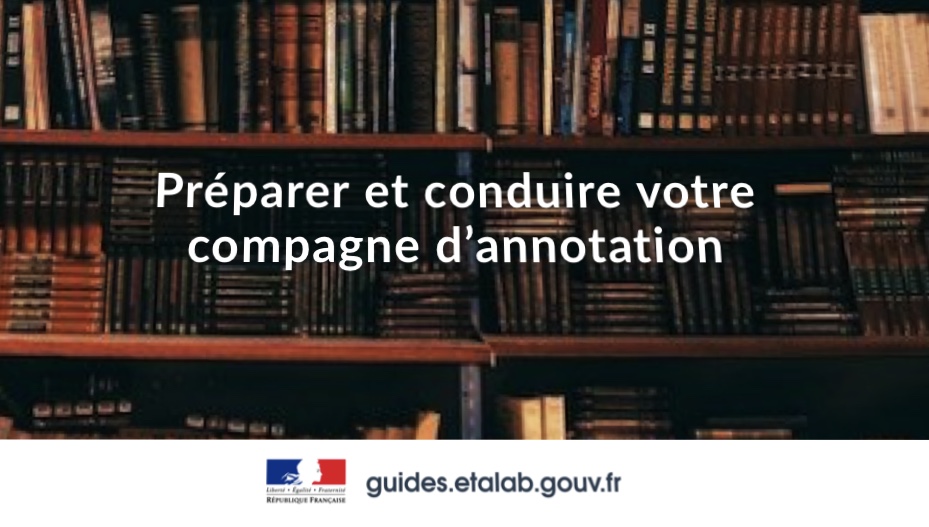 Préparer et conduire votre
compagne d’annotation
Liberté • Égalité • Fraternité
RÉPUBLIQUE FRANÇAISE
guides.etalab.gouv.fr